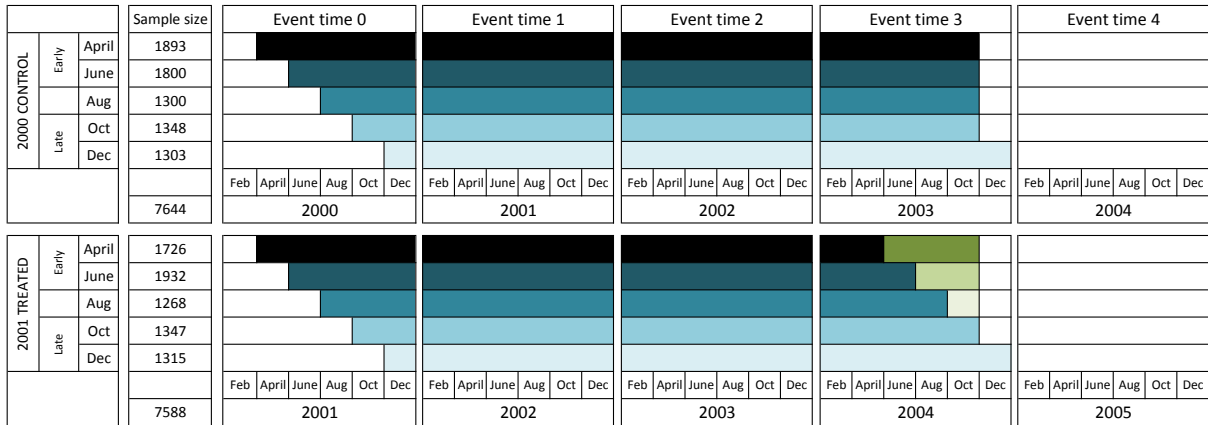 Sample size Event time 0 Event time 1 Event time 2 Event time 3 Event time 4
2000 CONTROL
Early
April 1893
June 1800
Aug 1300
Late
Oct 1348
Dec 1303
Feb April June Aug Oct Dec Feb April June Aug Oct Dec Feb April June Aug Oct Dec Feb April June Aug Oct Dec Feb April June Aug Oct Dec
7644 2000 2001 2002 2003 2004
2001 TREATED
Early
April 1726
June 1932
Aug 1268
Late
Oct 1347
Dec 1315
Feb April June Aug Oct Dec Feb April June Aug Oct Dec Feb April June Aug Oct Dec Feb April June Aug Oct Dec Feb April June Aug Oct Dec
7588 2001 2002 2003 2004 2005